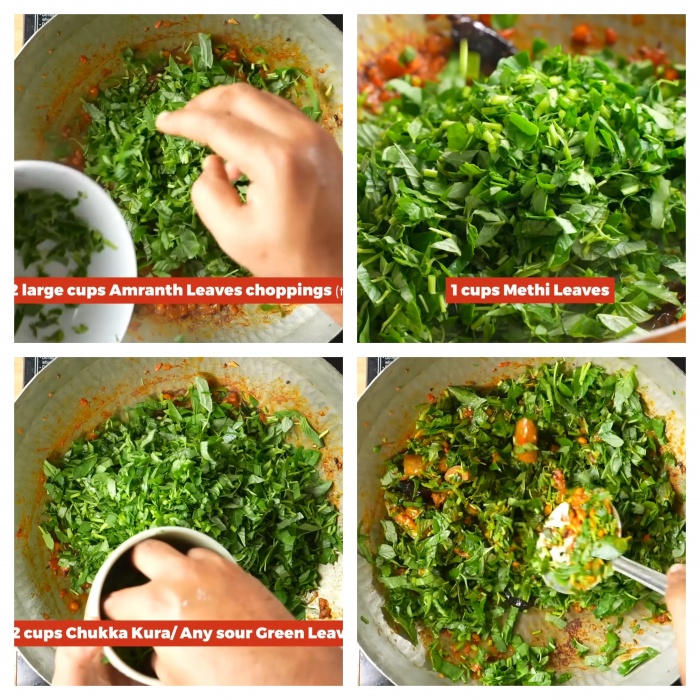 2 large cups Amranth Leaves choppings
1 cups Methi Leaves
2 cups Chukka Kura/ Any sour Green Leav